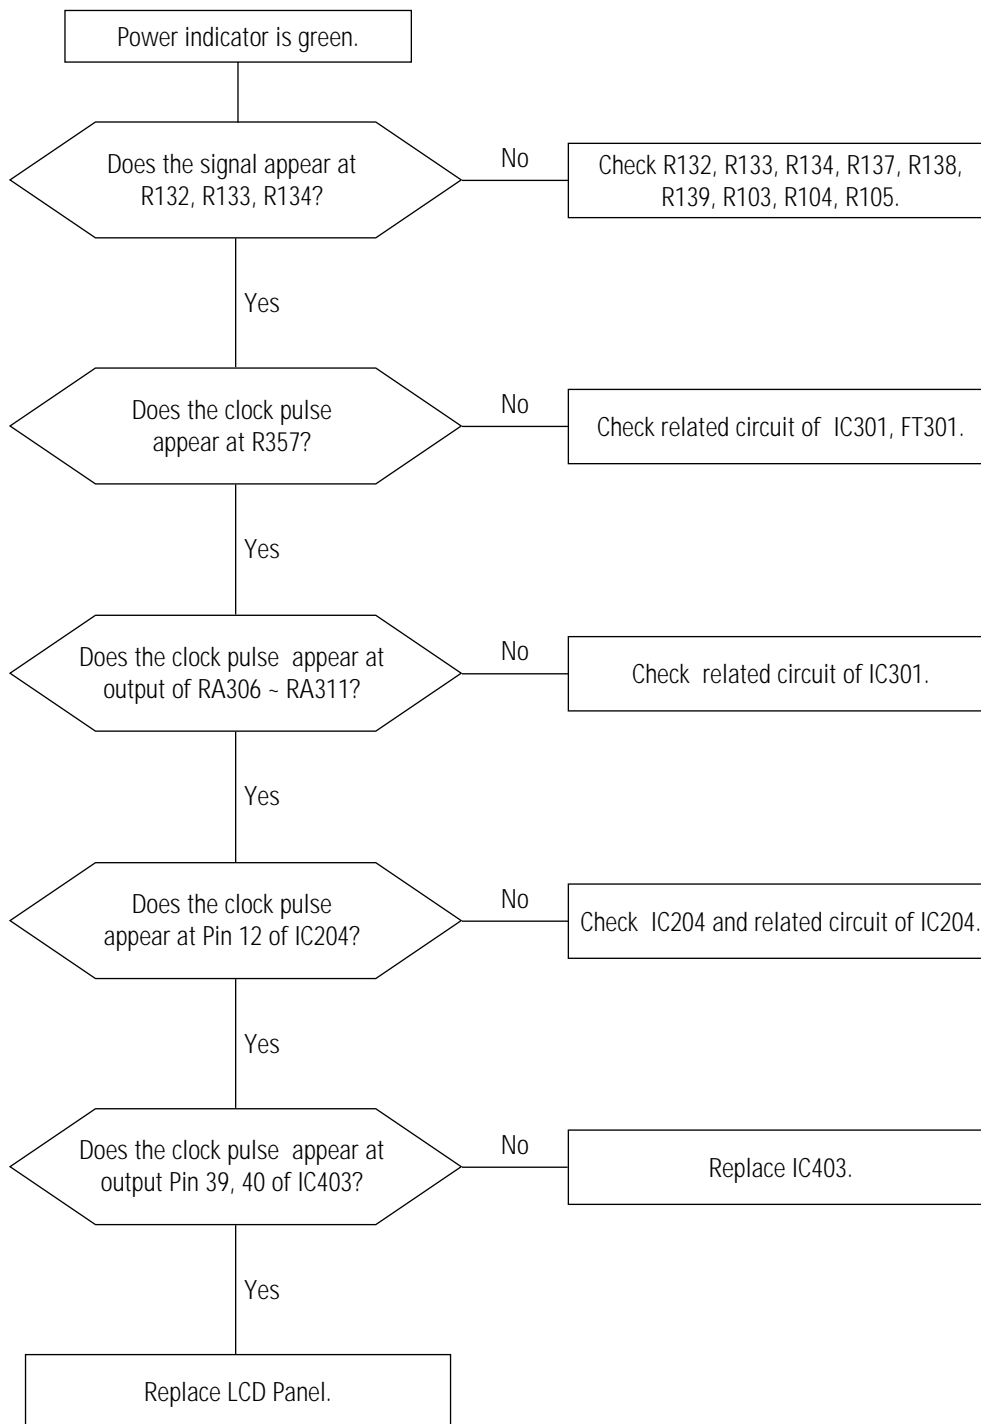 Power indicator is green.
Does the signal appear at
R132, R133, R134?
No
Check R132, R133, R134, R137, R138,
R139, R103, R104, R105.
Yes
Does the clock pulse
appear at R357?
No
Check related circuit of IC301, FT301.
Yes
Does the clock pulse appear at
output of RA306 ~ RA311?
No
Check related circuit of IC301.
Yes
Does the clock pulse
appear at Pin 12 of IC204?
No
Check IC204 and related circuit of IC204.
Yes
Does the clock pulse appear at
output Pin 39, 40 of IC403?
No
Replace IC403.
Yes
Replace LCD Panel.